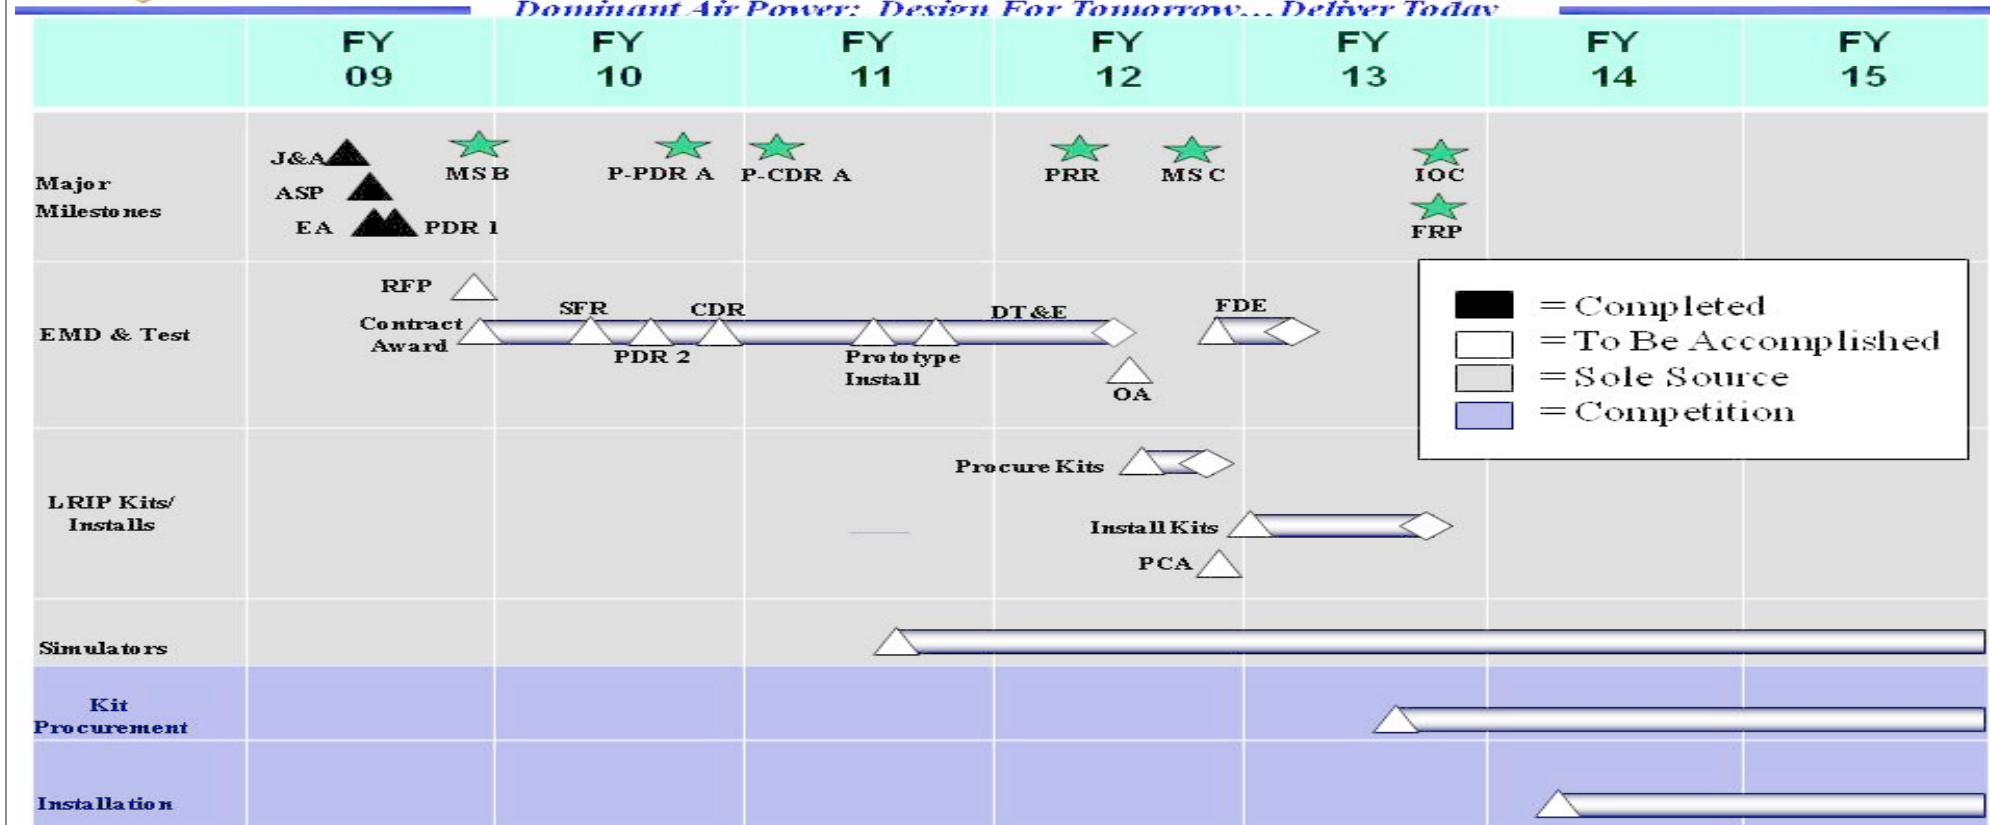 Dominant Air Power: Design For Tomorrow...Deliver Today
FY 09
FY 10
FY 11
FY 12
FY 13
FY 14
FY 15
Major
Milestones
J&A
ASP
EA
PDR 1
MS B
P-PDR A
P-CDR A
PRR
MS C
IOC
FRP
EMD & Test
RFP
Contract
Award
SFR
PDR 2
CDR
Prototype
Install
DT&E
OA
FDE
= Completed
= To Be Accomplished
= Sole Source
= Competition
LRIP Kits/
Installs
Procure Kits
Install Kits
PCA
Simulators
Kit
Procurement
Installation